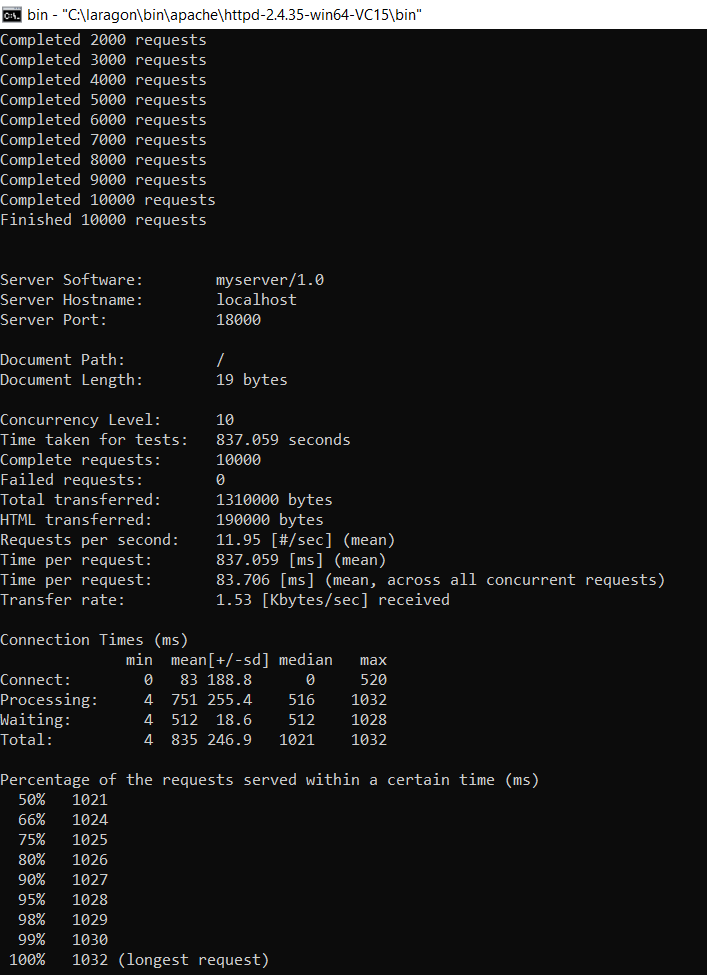 bin - "C:\laragon\bin\apache\httpd-2.4.35-win64-VC15\bin"
Completed 2000 requests
Completed 3000 requests
Completed 4000 requests
Completed 5000 requests
Completed 6000 requests
Completed 7000 requests
Completed 8000 requests
Completed 9000 requests
Completed 10000 requests
Finished 10000 requests
Server Software:        myserver/1.0
Server Hostname:        localhost
Server Port:            18000
Document Path:          /
Document Length:        19 bytes
Concurrency Level:      10
Time taken for tests:   837.059 seconds
Complete requests:      10000
Failed requests:        0
Total transferred:      1310000 bytes
HTML transferred:       190000 bytes
Requests per second:    11.95 [#/sec] (mean)
Time per request:       837.059 [ms] (mean)
Time per request:       83.706 [ms] (mean, across all concurrent requests)
Transfer rate:          1.53 [Kbytes/sec] received
Connection Times (ms)
              min  mean[+/-sd] median   max
Connect:        0   83 188.8      0     520
Processing:     4  751 255.4    516    1032
Waiting:        4  512  18.6    512    1028
Total:          4  835 246.9   1021    1032
Percentage of the requests served within a certain time (ms)
  50%   1021
  66%   1024
  75%   1025
  80%   1026
  90%   1027
  95%   1028
  98%   1029
  99%   1030
 100%   1032 (longest request)